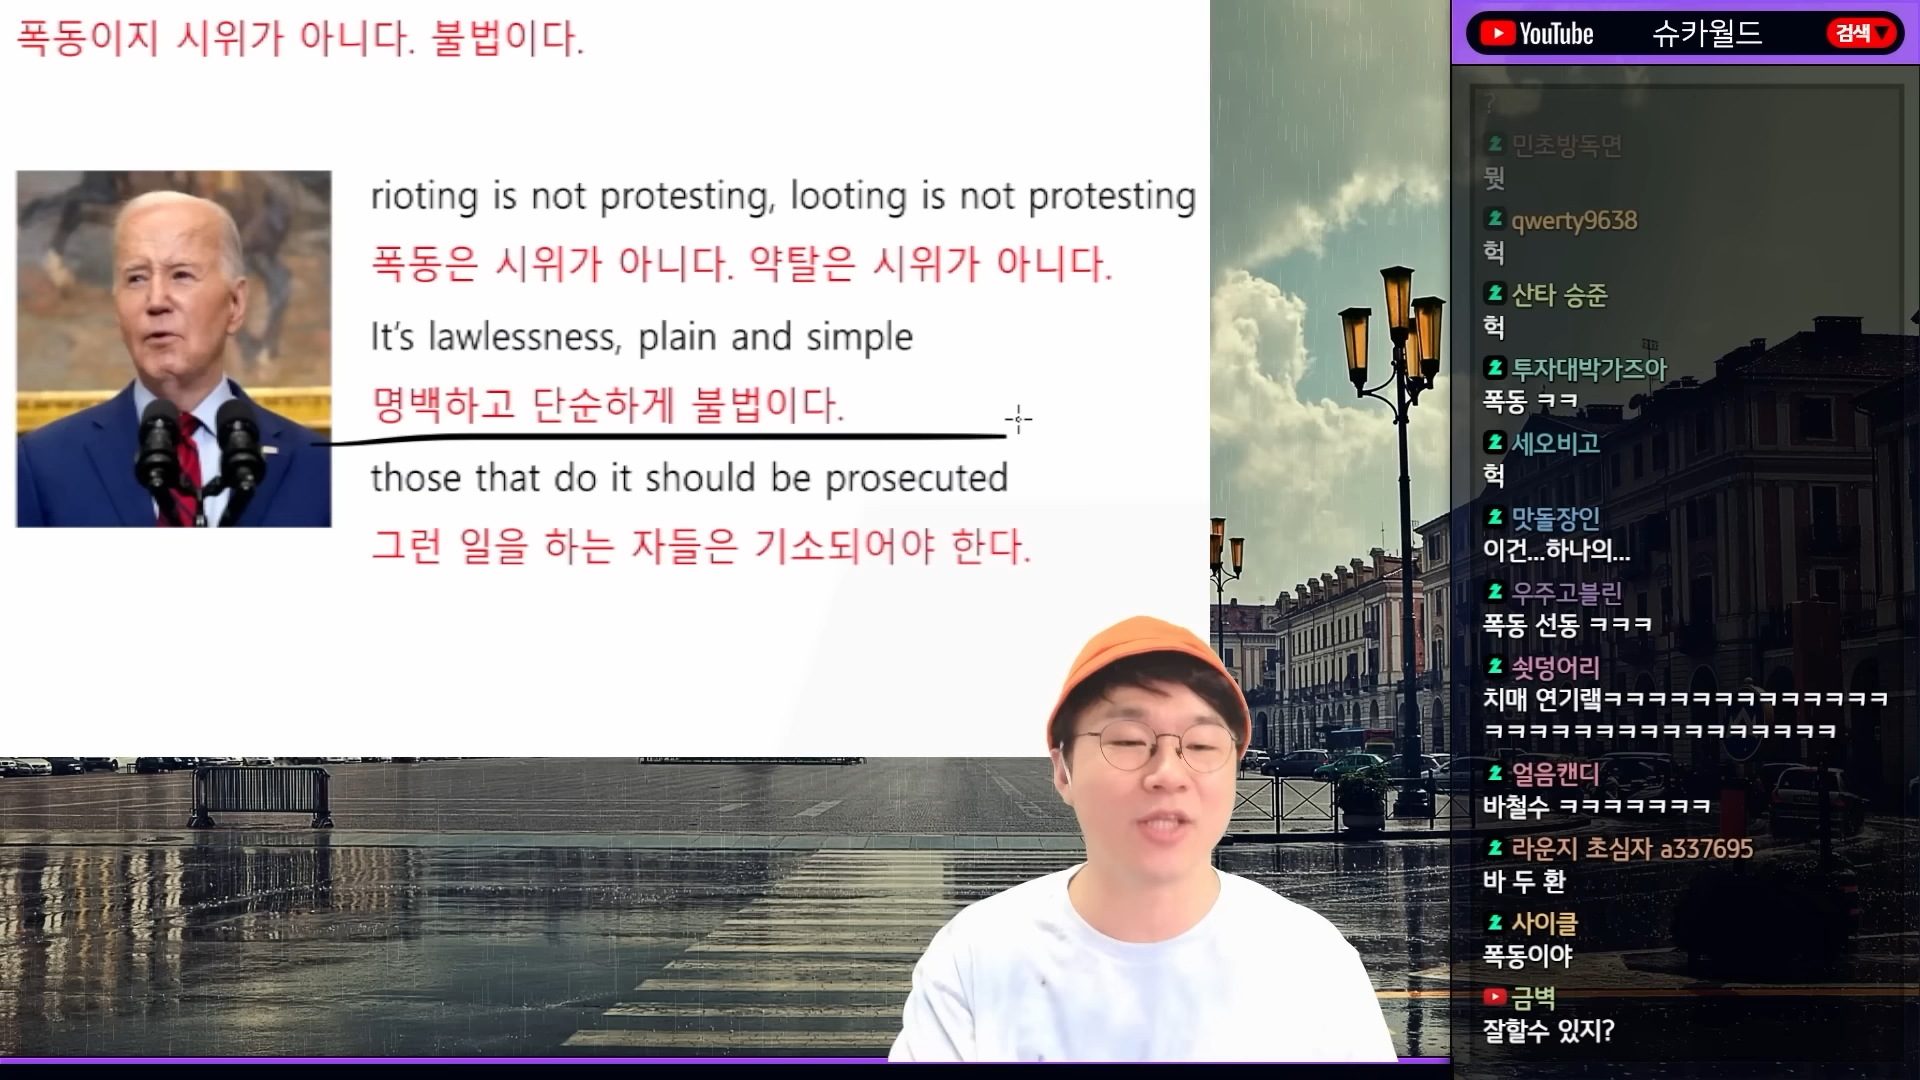 폭동이지 시위가 아니다. 불법이다.
rioting is not protesting, looting is not protesting
폭동은 시위가 아니다. 약탈은 시위가 아니다.
It's lawlessness, plain and simple
명백하고 단순하게 불법이다.
those that do it should be prosecuted
그런 일을 하는 자들은 기소되어야 한다.
YouTube 슈카월드 검색
?
민초방독면
뭣
qwerty9638
헉
산타 승준
헉
투자대박가즈아
폭동 ㅋㅋ
세오비고
헉
맛돌장인
이건...하나의...
우주고블린
폭동 선동 ㅋㅋㅋ
쇳덩어리
치매 연기랰ㅋㅋㅋㅋㅋㅋㅋㅋㅋㅋㅋㅋㅋ
ㅋㅋㅋㅋㅋㅋㅋㅋㅋㅋㅋㅋㅋㅋㅋㅋ
얼음캔디
바철수 ㅋㅋㅋㅋㅋㅋㅋ
라운지 초심자 a337695
바 두 환
사이클
폭동이야
금벽
잘할수 있지?